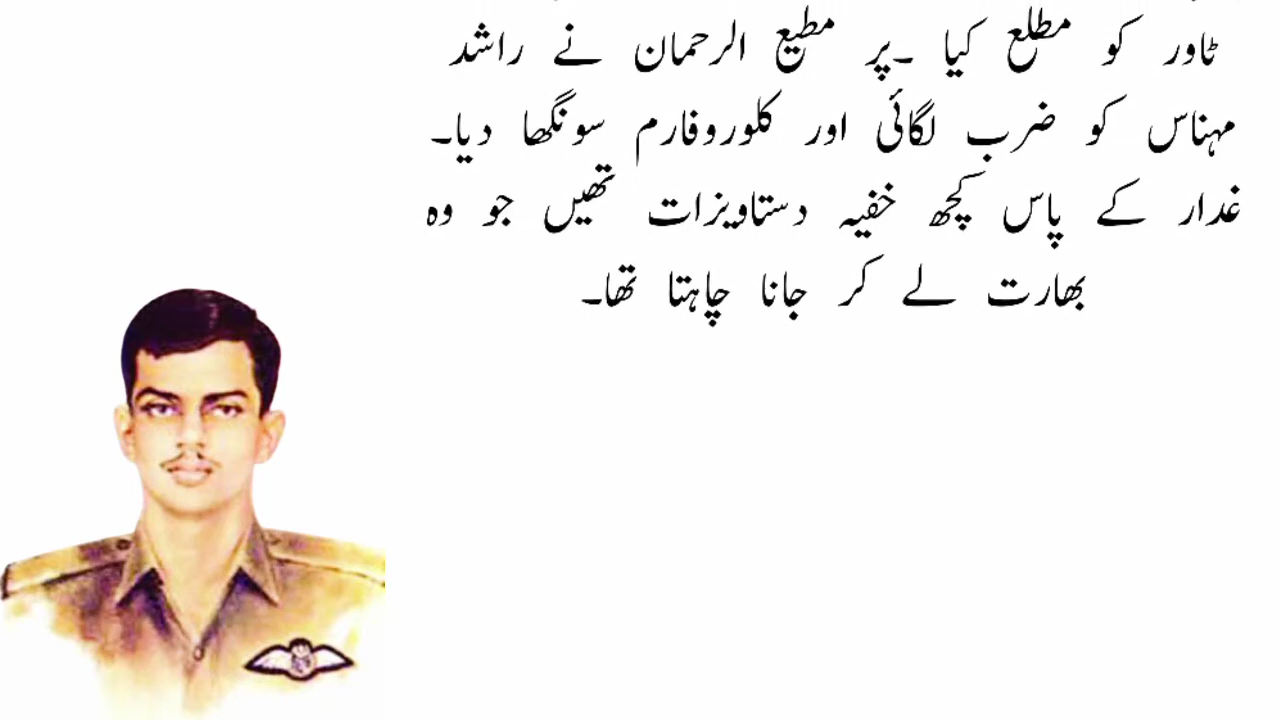 ٹاور کو مطلع کیا ۔پر مطیع الرحمان نے راشد
مہناس کو ضرب لگائی اور کلوروفارم سونگھا دیا۔
غدار کے پاس کچھ خفیہ دستاویزات تھیں جو وہ
بھارت لے کر جانا چاہتا تھا۔